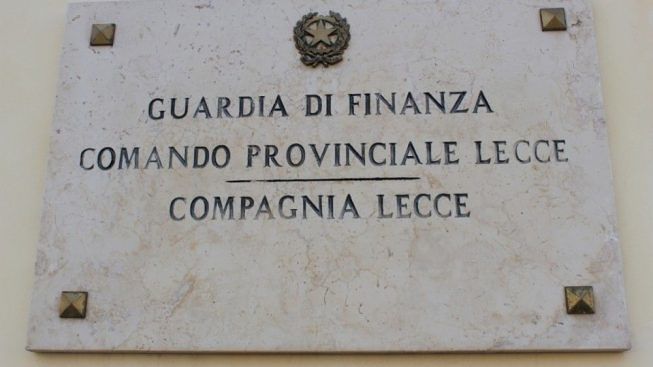 GUARDIA DI FINANZA
COMANDO PROVINCIALE LECCE
COMPAGNIA LECCE